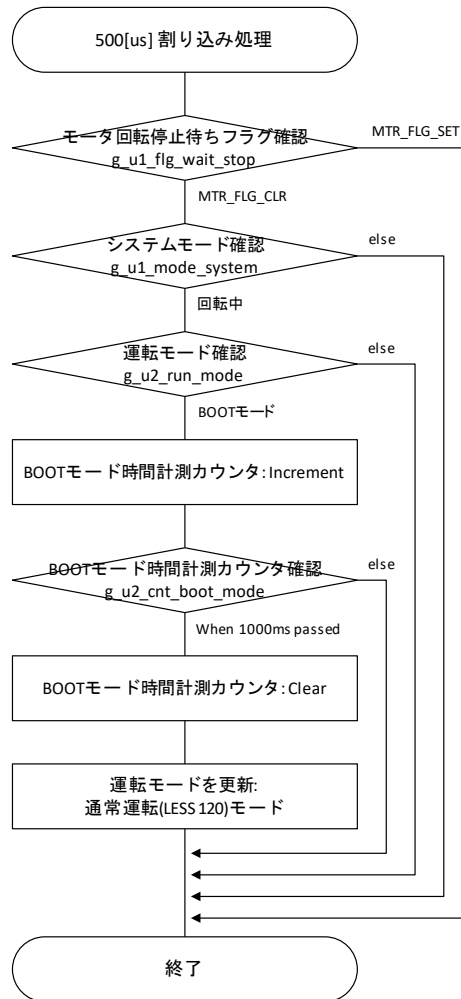 500[us] 割り込み処理
モータ回転停止待ちフラグ確認
g_u1_flg_wait_stop
MTR_FLG_SET
MTR_FLG_CLR
システムモード確認
g_u1_mode_system
else
回転中
運転モード確認
g_u2_run_mode
else
BOOTモード
BOOTモード時間計測カウンタ: Increment
BOOTモード時間計測カウンタ確認
g_u2_cnt_boot_mode
else
When 1000ms passed
BOOTモード時間計測カウンタ: Clear
運転モードを更新:
通常運転(LESS 120)モード
終了